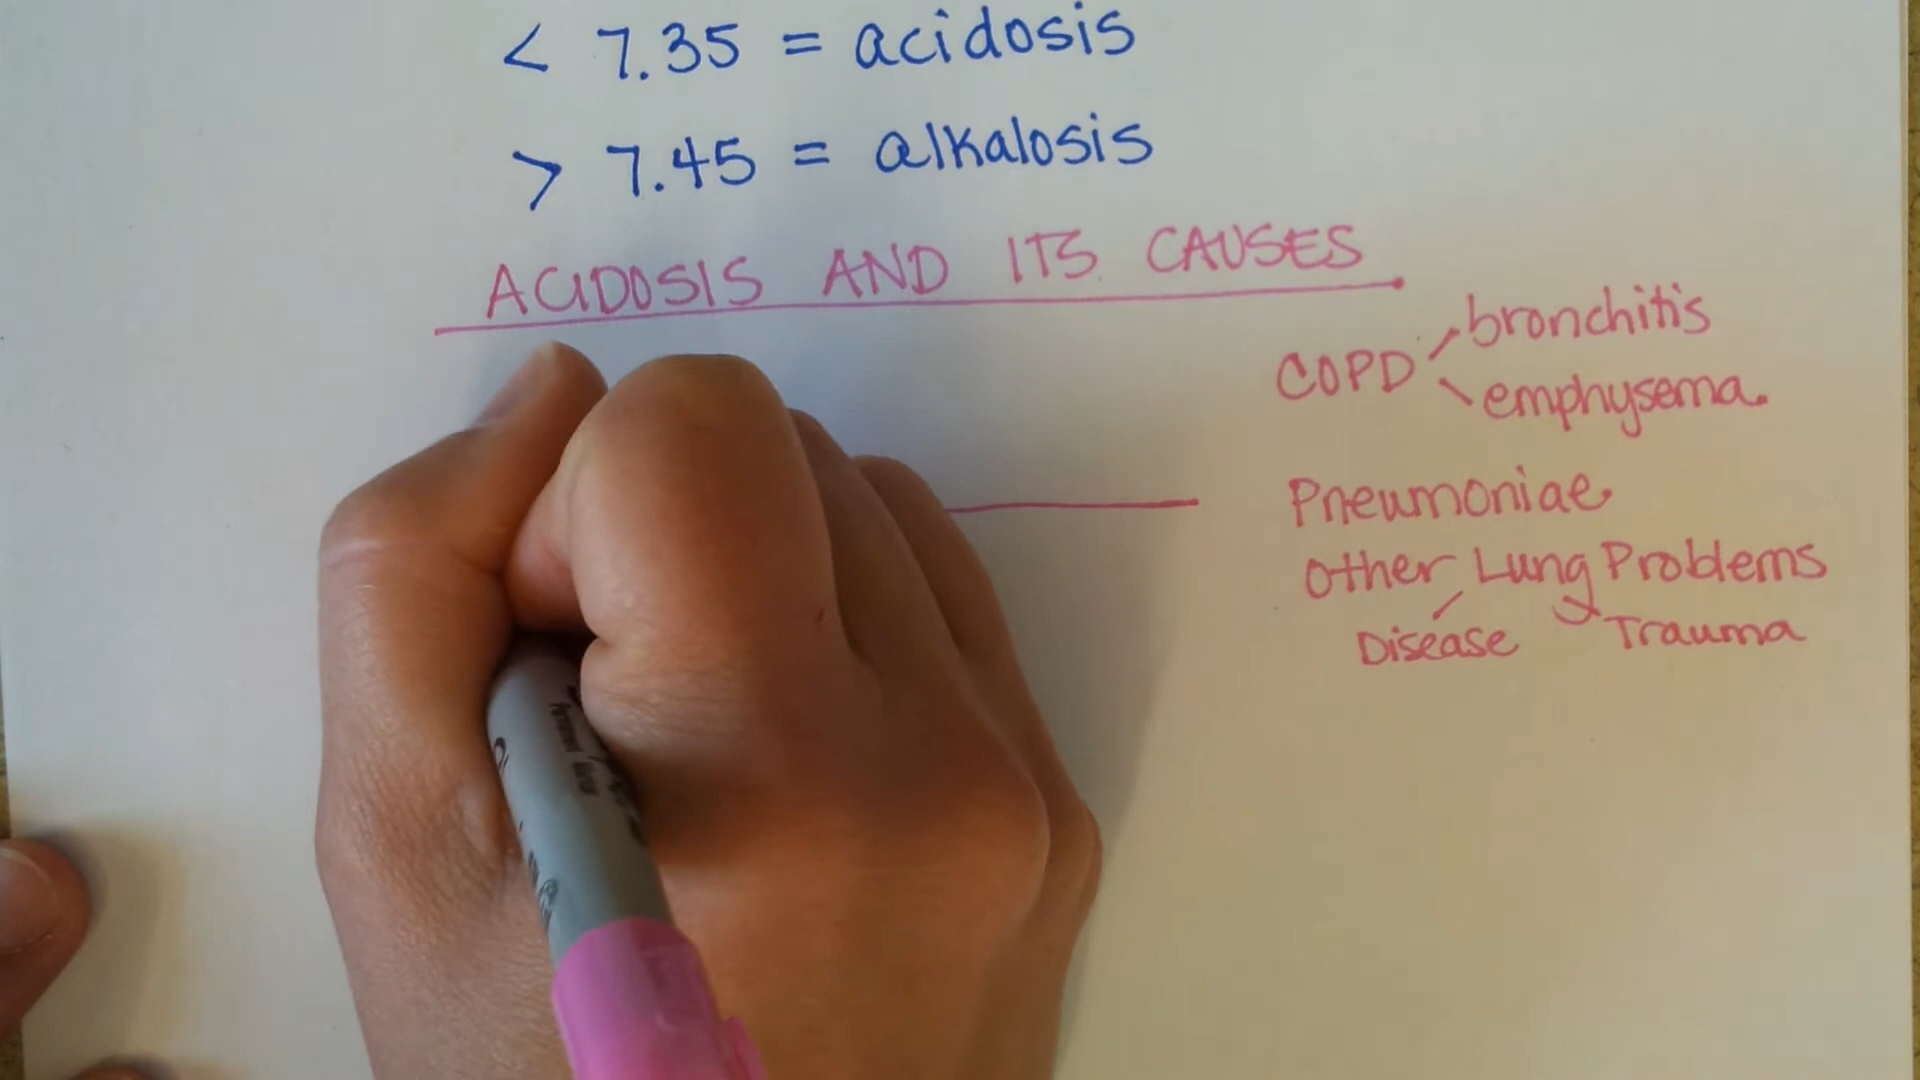 < 7.35 = acidosis
> 7.45 = alkalosis
ACIDOSIS AND ITS CAUSES
COPD
bronchitis
emphysema.
Pneumoniae
Other Lung Problems
Disease
Trauma